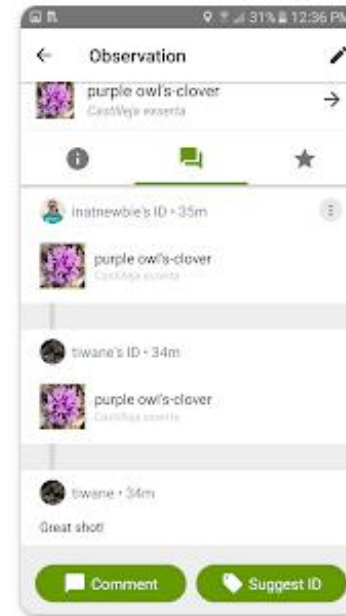 31% 12:36 PM
Observation
purple owl's-clover
Castilleja exserta
inatnewbie's ID • 35m
purple owl's-clover
Castilleja exserta
tiwane's ID • 34m
purple owl's-clover
Castilleja exserta
tiwane • 34m
Great shot!
Comment
Suggest ID